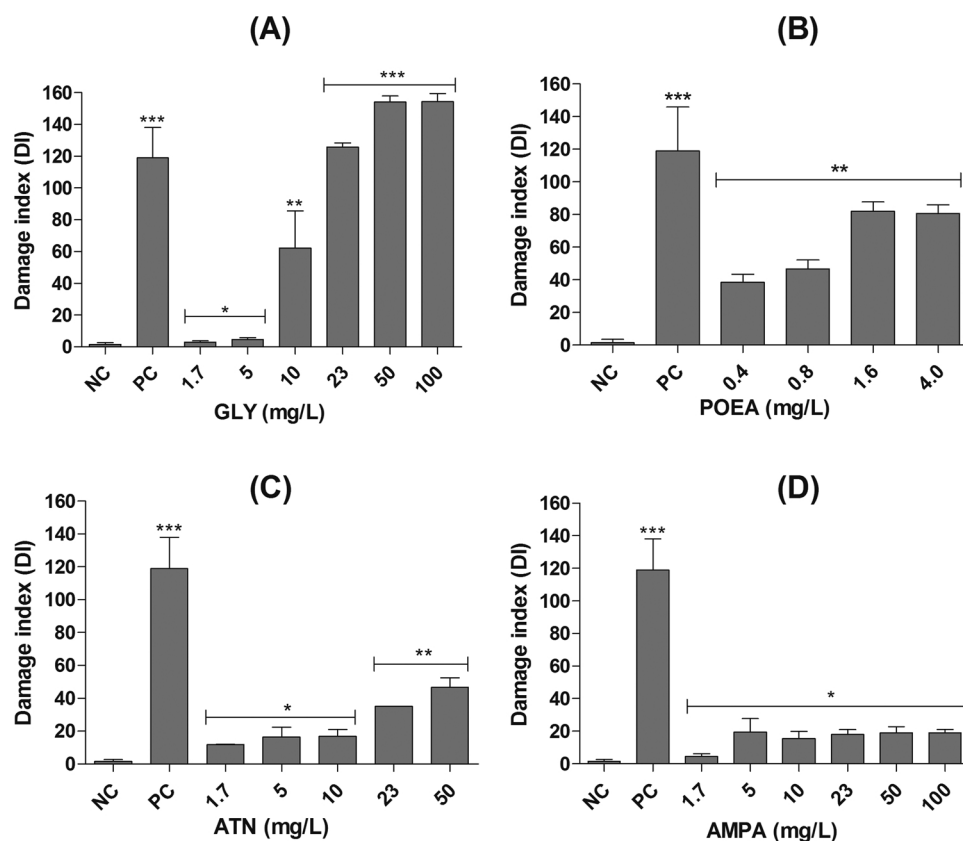 (A)
Damage index (DI)
160
140
120
100
80
60
40
20
0
***
*
**
***
NC PC 1.7 5 10 23 50 100
GLY (mg/L)
(B)
Damage index (DI)
160
140
120
100
80
60
40
20
0
***
**
NC PC 0.4 0.8 1.6 4.0
POEA (mg/L)
(C)
Damage index (DI)
160
140
120
100
80
60
40
20
0
***
*
**
NC PC 1.7 5 10 23 50
ATN (mg/L)
(D)
Damage index (DI)
160
140
120
100
80
60
40
20
0
***
*
NC PC 1.7 5 10 23 50 100
AMPA (mg/L)